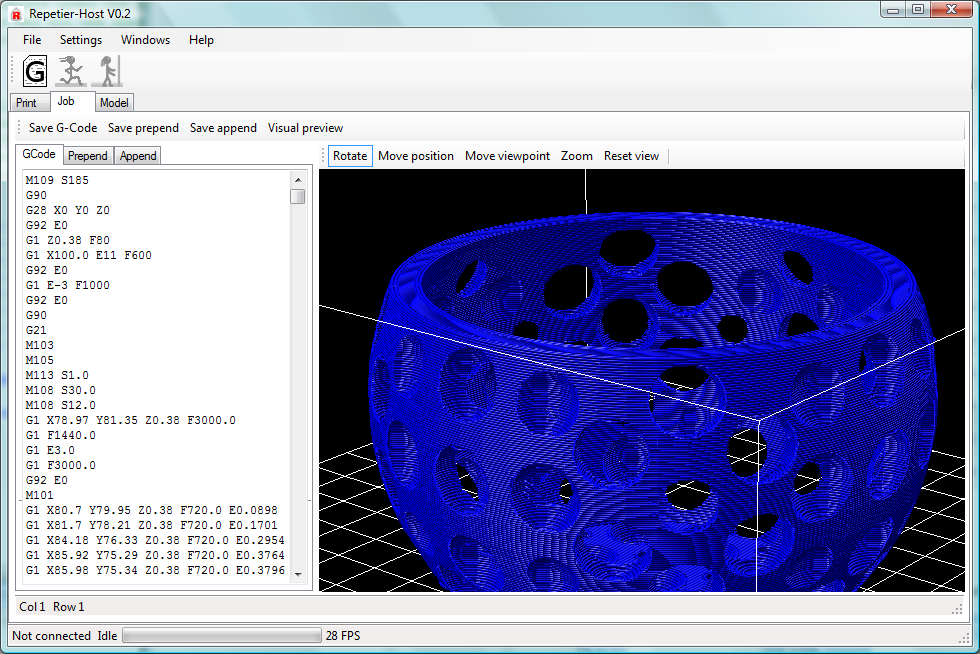 Repetier-Host V0.2
File Settings Windows Help
G
Print Job Model
Save G-Code Save prepend Save append Visual preview
GCode Prepend Append
Rotate Move position Move viewpoint Zoom Reset view
M109 S185
G90
G28 X0 Y0 Z0
G92 E0
G1 Z0.38 F80
G1 X100.0 E11 F600
G92 E0
G1 E-3 F1000
G92 E0
G90
G21
M103
M105
M113 S1.0
M108 S30.0
M108 S12.0
G1 X78.97 Y81.35 Z0.38 F3000.0
G1 F1440.0
G1 E3.0
G1 F3000.0
G92 E0
M101
G1 X80.7 Y79.95 Z0.38 F720.0 E0.0898
G1 X81.7 Y78.21 Z0.38 F720.0 E0.1701
G1 X84.18 Y76.33 Z0.38 F720.0 E0.2954
G1 X85.92 Y75.29 Z0.38 F720.0 E0.3764
G1 X85.98 Y75.34 Z0.38 F720.0 E0.3796
Col1 Row1
Not connected Idle 28 FPS